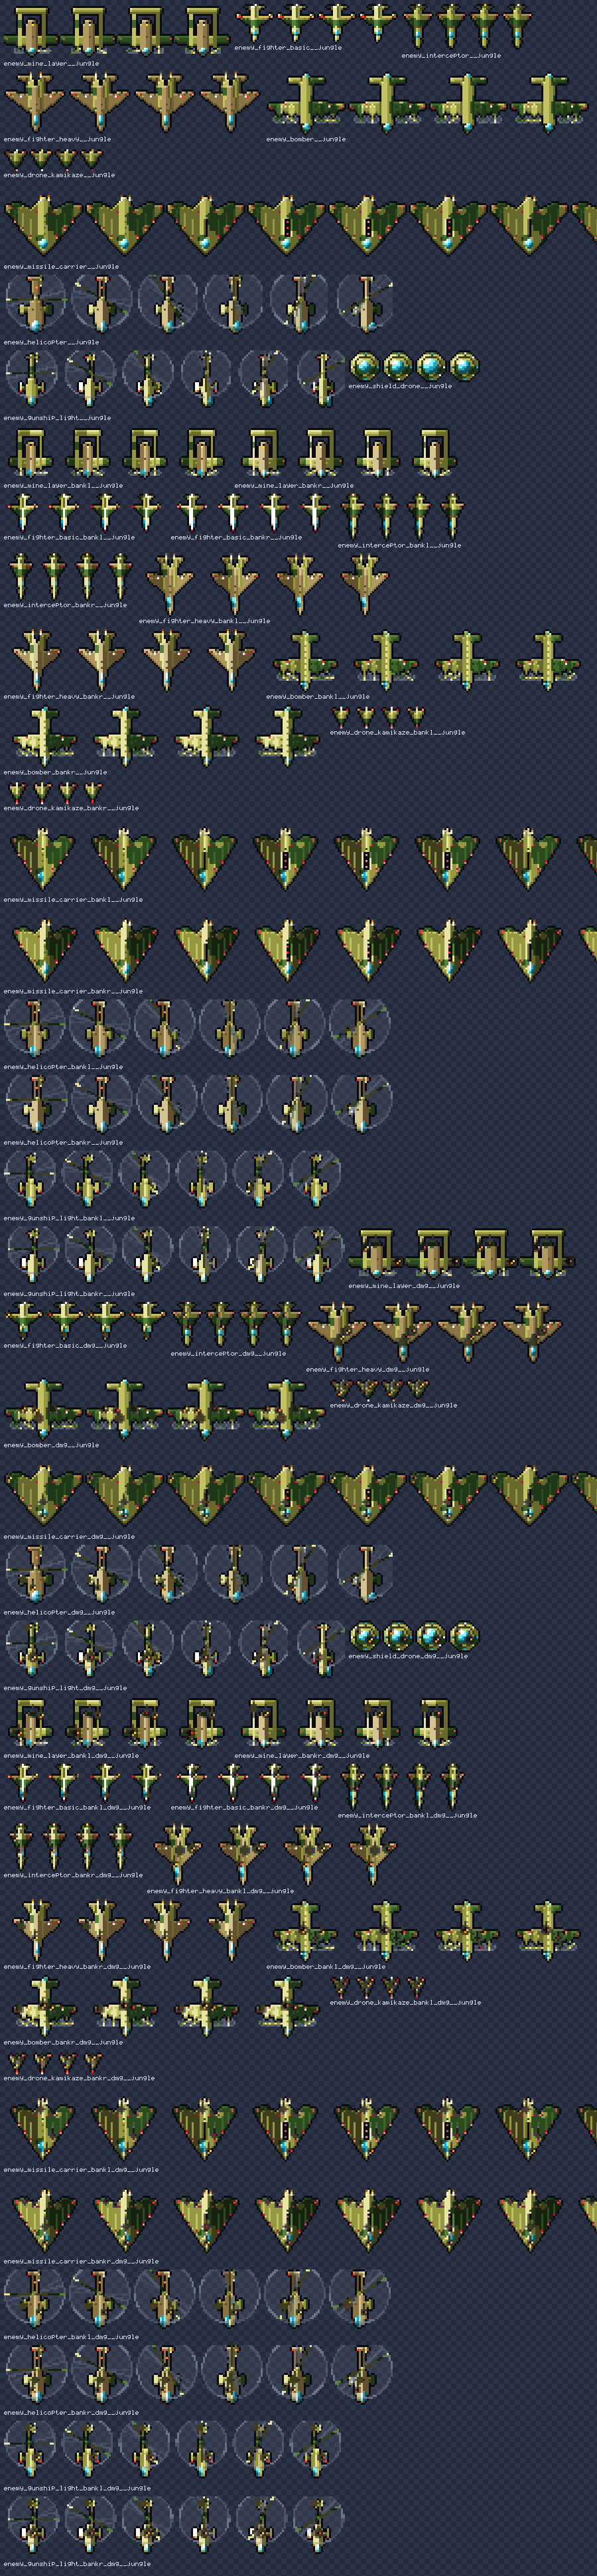 enemy_mine_layer__Jungle
enemy_fighter_basic__Jungle
enemy_interceptor__Jungle
enemy_fighter_heavy__Jungle
enemy_bomber__Jungle
enemy_drone_kamikaze__Jungle
enemy_missile_carrier__Jungle
enemy_helicopter__Jungle
enemy_gunship_light__Jungle
enemy_shield_drone__Jungle
enemy_mine_layer_bankl__Jungle
enemy_mine_layer_bankr__Jungle
enemy_fighter_basic_bankl__Jungle
enemy_fighter_basic_bankr__Jungle
enemy_interceptor_bankl__Jungle
enemy_interceptor_bankr__Jungle
enemy_fighter_heavy_bankl__Jungle
enemy_fighter_heavy_bankr__Jungle
enemy_bomber_bankl__Jungle
enemy_bomber_bankr__Jungle
enemy_drone_kamikaze_bankl__Jungle
enemy_drone_kamikaze_bankr__Jungle
enemy_missile_carrier_bankl__Jungle
enemy_missile_carrier_bankr__Jungle
enemy_helicopter_bankl__Jungle
enemy_helicopter_bankr__Jungle
enemy_gunship_light_bankl__Jungle
enemy_gunship_light_bankr__Jungle
enemy_mine_layer_dmg__Jungle
enemy_fighter_basic_dmg__Jungle
enemy_interceptor_dmg__Jungle
enemy_fighter_heavy_dmg__Jungle
enemy_bomber_dmg__Jungle
enemy_drone_kamikaze_dmg__Jungle
enemy_missile_carrier_dmg__Jungle
enemy_helicopter_dmg__Jungle
enemy_gunship_light_dmg__Jungle
enemy_shield_drone_dmg__Jungle
enemy_mine_layer_bankl_dmg__Jungle
enemy_mine_layer_bankr_dmg__Jungle
enemy_fighter_basic_bankl_dmg__Jungle
enemy_fighter_basic_bankr_dmg__Jungle
enemy_interceptor_bankl_dmg__Jungle
enemy_interceptor_bankr_dmg__Jungle
enemy_fighter_heavy_bankl_dmg__Jungle
enemy_fighter_heavy_bankr_dmg__Jungle
enemy_bomber_bankl_dmg__Jungle
enemy_bomber_bankr_dmg__Jungle
enemy_drone_kamikaze_bankl_dmg__Jungle
enemy_drone_kamikaze_bankr_dmg__Jungle
enemy_missile_carrier_bankl_dmg__Jungle
enemy_missile_carrier_bankr_dmg__Jungle
enemy_helicopter_bankl_dmg__Jungle
enemy_helicopter_bankr_dmg__Jungle
enemy_gunship_light_bankl_dmg__Jungle
enemy_gunship_light_bankr_dmg__Jungle